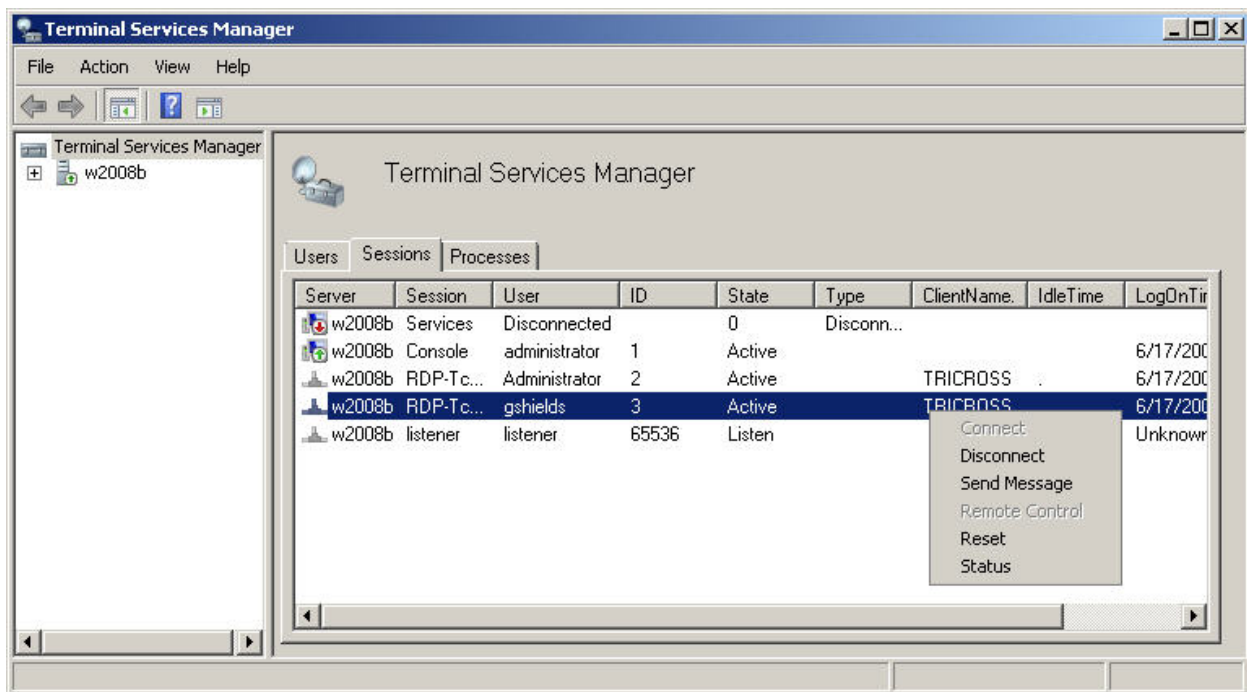 Terminal Services Manager
File Action View Help
Terminal Services Manager
w2008b
Terminal Services Manager
Users Sessions Processes
Server Session User ID State Type ClientName. IdleTime LogOnTir
w2008b Services Disconnected 0 Disconn...
w2008b Console administrator 1 Active 6/17/200
w2008b RDP-Tc... Administrator 2 Active TRICROSS . 6/17/200
w2008b RDP-Tc... gshields 3 Active TRICROSS 6/17/200
w2008b listener listener 65536 Listen Unknown
Connect
Disconnect
Send Message
Remote Control
Reset
Status